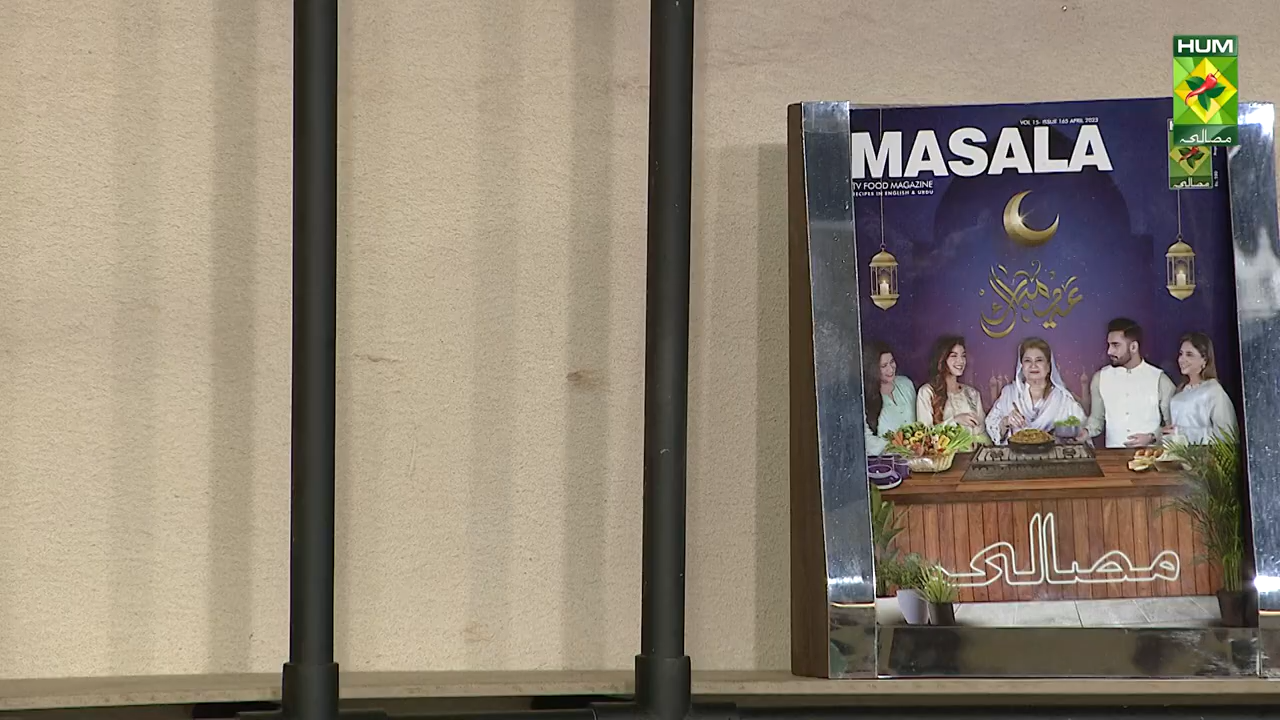 HUM
مصالحہ
VOL 15- ISSUE 165 APRIL 2023
MASALA
TV FOOD MAGAZINE
RECIPES IN ENGLISH & URDU
عید مبارک
مصالحہ